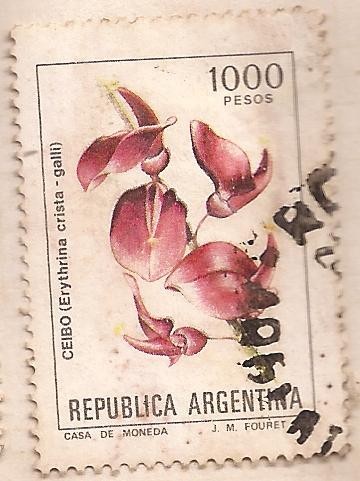 1000
PESOS
CEIBO (Erythrina crista - galli)
REPUBLICA ARGENTINA
CASA DE MONEDA J. M. FOURET